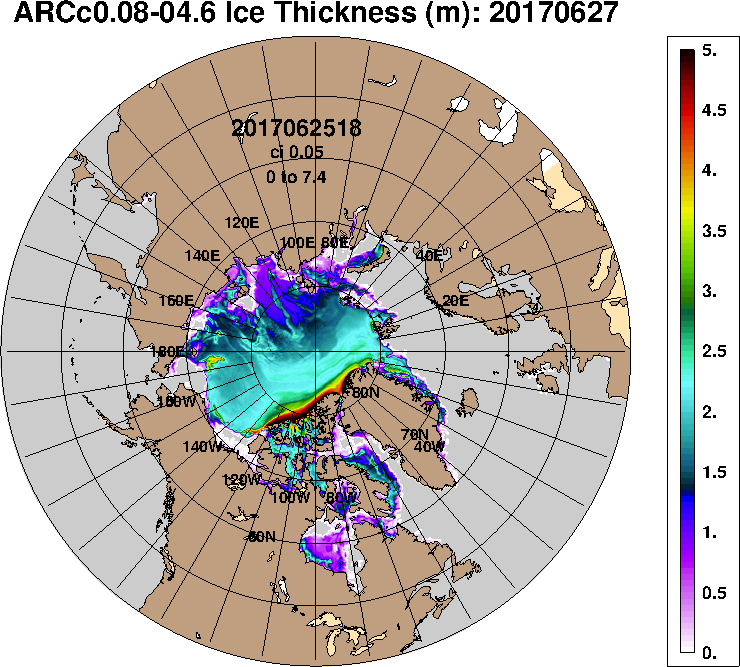 ARCc0.08-04.6 Ice Thickness (m): 20170627
2017062518
ci 0.05
0 to 7.4
120E
100E 80E
140E
40E
160E
20E
180E
160W
80N
140W
70N
40W
120W
100W
80W
60N
5.
4.5
4.
3.5
3.
2.5
2.
1.5
1.
0.5
0.